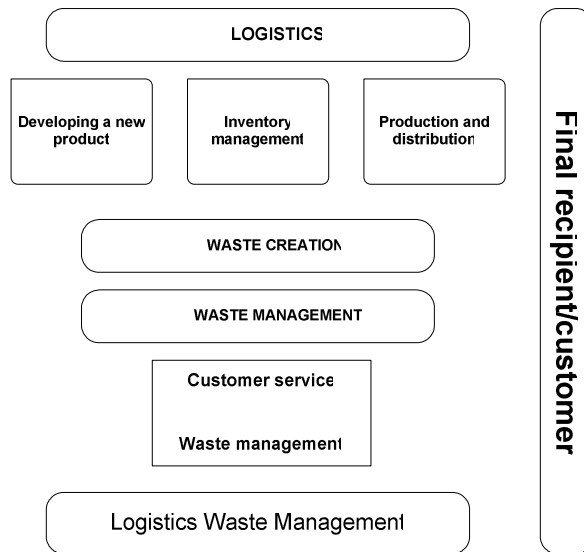 LOGISTICS
Developing a new
product
Inventory
management
Production and
distribution
WASTE CREATION
WASTE MANAGEMENT
Customer service
Waste management
Logistics Waste Management
Final recipient/customer